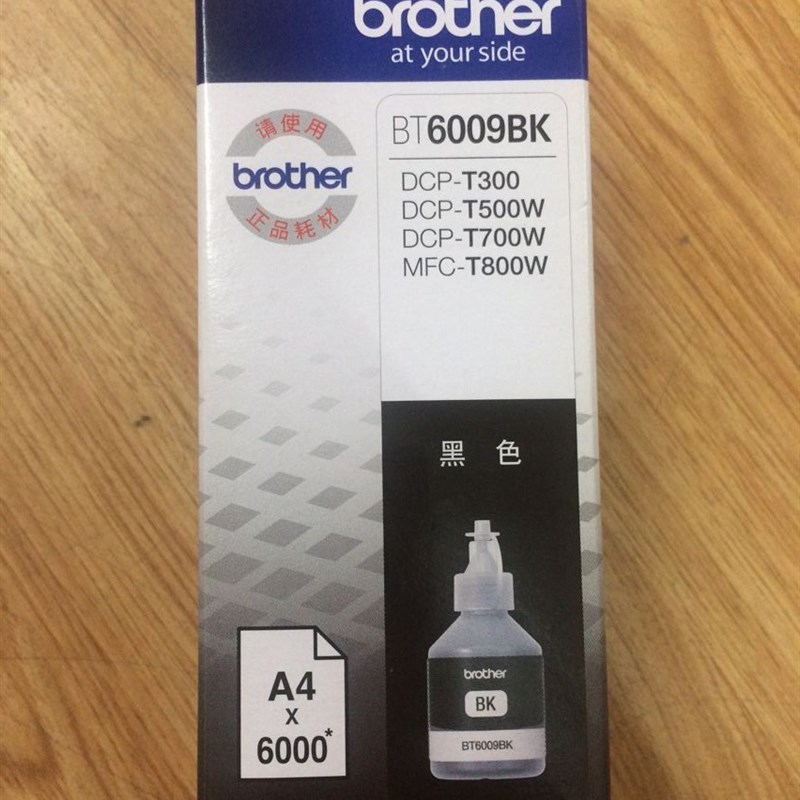 brother
at your side
请使用
brother
正品耗材
BT6009BK
DCP-T300
DCP-T500W
DCP-T700W
MFC-T800W
黑 色
brother
BK
BT6009BK
A4
x
6000*